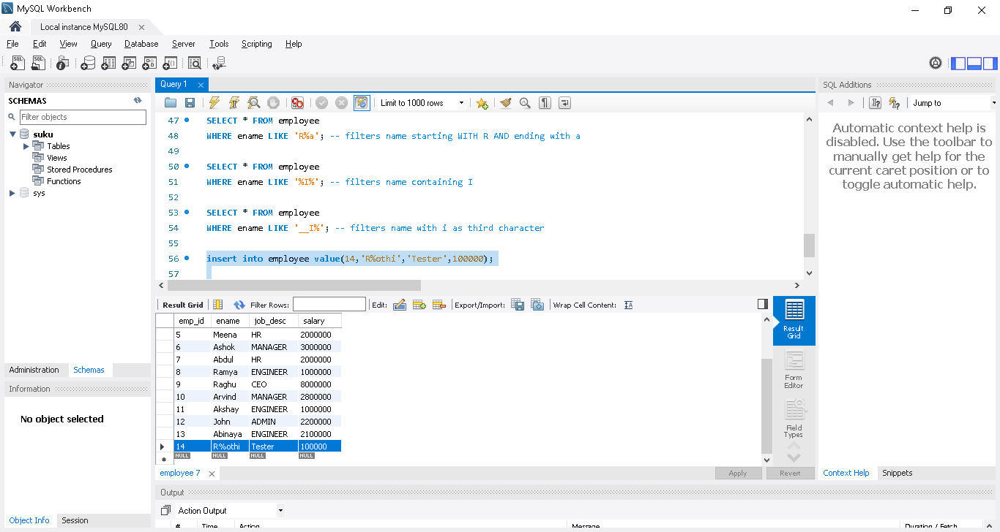 MySQL Workbench
Local instance MySQL80
File Edit View Query Database Server Tools Scripting Help
Navigator
SCHEMAS
Filter objects
suku
Tables
Views
Stored Procedures
Functions
sys
Administration Schemas
Information
No object selected
Object Info Session
Query 1
Limit to 1000 rows
47 SELECT * FROM employee
48 WHERE ename LIKE 'R%a'; -- filters name starting WITH R AND ending with a
49
50 SELECT * FROM employee
51 WHERE ename LIKE '%I%'; -- filters name containing I
52
53 SELECT * FROM employee
54 WHERE ename LIKE '__I%'; -- filters name with i as third character
55
56 insert into employee value(14,'R%othi','Tester',100000);
57
Result Grid Filter Rows: Edit: Export/Import: Wrap Cell Content:
emp_id ename job_desc salary
5 Meena HR 2000000
6 Ashok MANAGER 3000000
7 Abdul HR 2000000
8 Ramya ENGINEER 1000000
9 Raghu CEO 8000000
10 Arvind MANAGER 2800000
11 Akshay ENGINEER 1000000
12 John ADMIN 2200000
13 Abinaya ENGINEER 2100000
14 R%othi Tester 100000
NULL NULL NULL NULL
Result
Grid
Form
Editor
Field
Types
employee 7
Apply Revert
Output
Action Output
# Time Action Message Duration / Fetch
SQL Additions
Jump to
Automatic context help is
disabled. Use the toolbar to
manually get help for the
current caret position or to
toggle automatic help.
Context Help Snippets